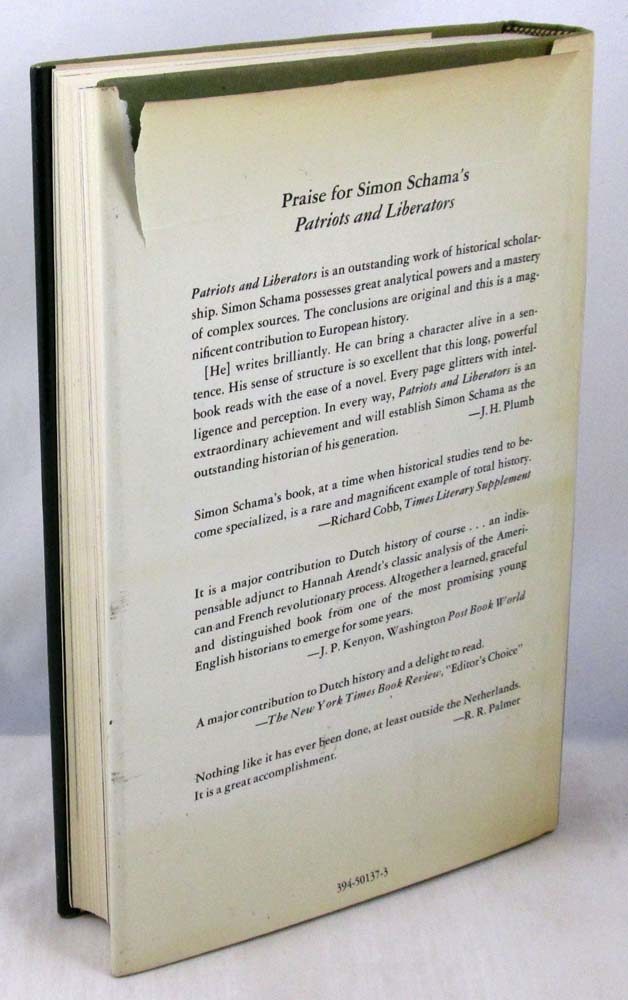 Praise for Simon Schama's
Patriots and Liberators
Patriots and Liberators is an outstanding work of historical scholar-
ship. Simon Schama possesses great analytical powers and a mastery
of complex sources. The conclusions are original and this is a mag-
nificent contribution to European history.
[He] writes brilliantly. He can bring a character alive in a sen-
tence. His sense of structure is so excellent that this long, powerful
book reads with the ease of a novel. Every page glitters with intel-
ligence and perception. In every way, Patriots and Liberators is an
extraordinary achievement and will establish Simon Schama as the
outstanding historian of his generation.
—J. H. Plumb
Simon Schama's book, at a time when historical studies tend to be-
come specialized, is a rare and magnificent example of total history.
—Richard Cobb, Times Literary Supplement
It is a major contribution to Dutch history of course . . . an indis-
pensable adjunct to Hannah Arendt's classic analysis of the Ameri-
can and French revolutionary process. Altogether a learned, graceful
and distinguished book from one of the most promising young
English historians to emerge for some years.
—J. P. Kenyon, Washington Post Book World
A major contribution to Dutch history and a delight to read.
—The New York Times Book Review, "Editor's Choice"
Nothing like it has ever been done, at least outside the Netherlands.
It is a great accomplishment.
—R. R. Palmer
394-50137-3